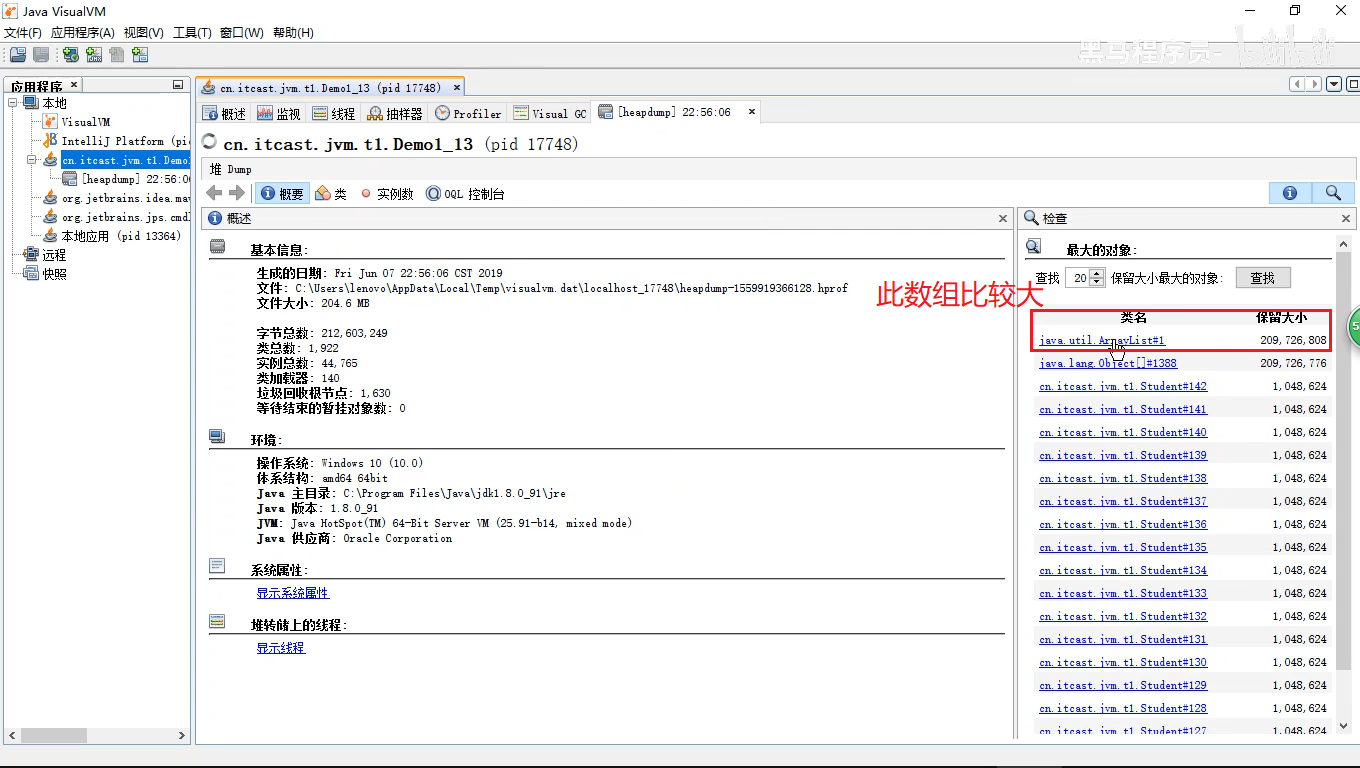 Java VisualVM
文件(F) 应用程序(A) 视图(V) 工具(T) 窗口(W) 帮助(H)
黑马程序员-
应用程序
本地
VisualVM
IntelliJ Platform (pi
cn.itcast.jvm.t1.Demo1
[heapdump] 22:56:0
org.jetbrains.idea.ma
org.jetbrains.jps.cmd
本地应用 (pid 13364)
远程
快照
cn.itcast.jvm.t1.Demo1_13 (pid 17748)
概述 监视 线程 抽样器 Profiler Visual GC [heapdump] 22:56:06
cn.itcast.jvm.t1.Demo1_13 (pid 17748)
堆 Dump
概要 类 实例数 OQL 控制台
概述
基本信息:
生成的日期: Fri Jun 07 22:56:06 CST 2019
文件: C:\Users\lenovo\AppData\Local\Temp\visualvm.dat\localhost_17748\heapdump-1559919366128.hprof
文件大小: 204.6 MB
字节总数: 212,603,249
类总数: 1,922
实例总数: 44,765
类加载器: 140
垃圾回收根节点: 1,630
等待结束的暂挂对象数: 0
环境:
操作系统: Windows 10 (10.0)
体系结构: amd64 64bit
Java 主目录: C:\Program Files\Java\jdk1.8.0_91\jre
Java 版本: 1.8.0_91
JVM: Java HotSpot(TM) 64-Bit Server VM (25.91-b14, mixed mode)
Java 供应商: Oracle Corporation
系统属性:
显示系统属性
堆转储上的线程:
显示线程
检查
最大的对象:
查找 20 保留大小最大的对象: 查找
此数组比较大
类名 保留大小
java.util.ArrayList#1 209,726,808
java.lang.Object[]#1388 209,726,776
cn.itcast.jvm.t1.Student#142 1,048,624
cn.itcast.jvm.t1.Student#141 1,048,624
cn.itcast.jvm.t1.Student#140 1,048,624
cn.itcast.jvm.t1.Student#139 1,048,624
cn.itcast.jvm.t1.Student#138 1,048,624
cn.itcast.jvm.t1.Student#137 1,048,624
cn.itcast.jvm.t1.Student#136 1,048,624
cn.itcast.jvm.t1.Student#135 1,048,624
cn.itcast.jvm.t1.Student#134 1,048,624
cn.itcast.jvm.t1.Student#133 1,048,624
cn.itcast.jvm.t1.Student#132 1,048,624
cn.itcast.jvm.t1.Student#131 1,048,624
cn.itcast.jvm.t1.Student#130 1,048,624
cn.itcast.jvm.t1.Student#129 1,048,624
cn.itcast.jvm.t1.Student#128 1,048,624
cn.itcast.jvm.t1.Student#127 1,048,624
5